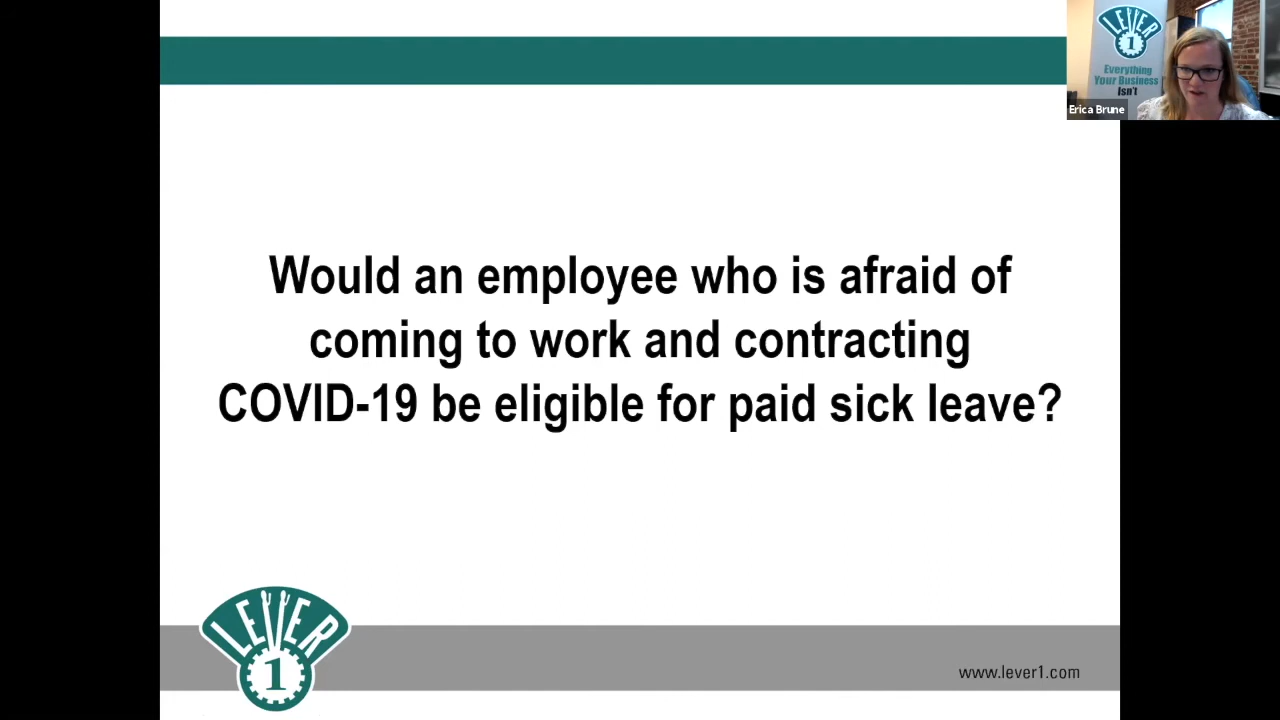 LEVER
1
Everything
Your Business
Isn't
Erica Brune
Would an employee who is afraid of
coming to work and contracting
COVID-19 be eligible for paid sick leave?
LEVER
1
www.lever1.com